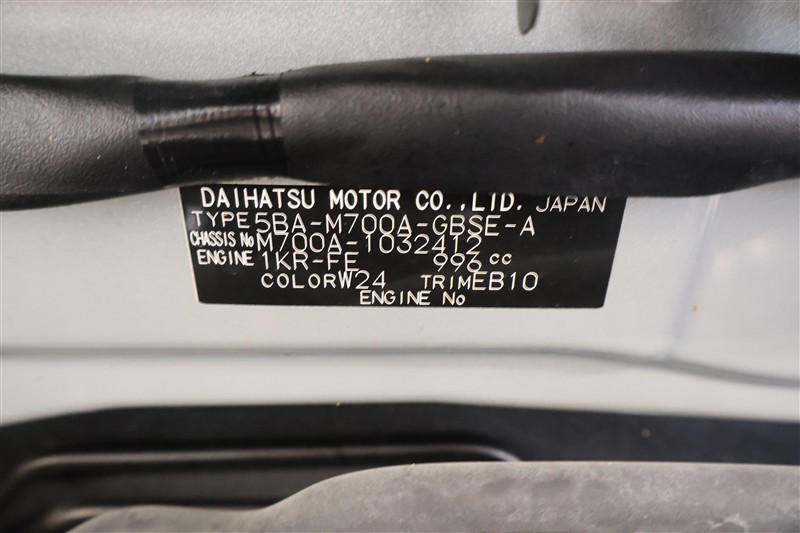 DAIHATSU MOTOR CO.,LTD. JAPAN
TYPE 5BA-M700A-GBSE-A
CHASSIS No M700A-1032412
ENGINE 1KR-FE 996cc
COLOR W24 TRIM EB10
ENGINE No